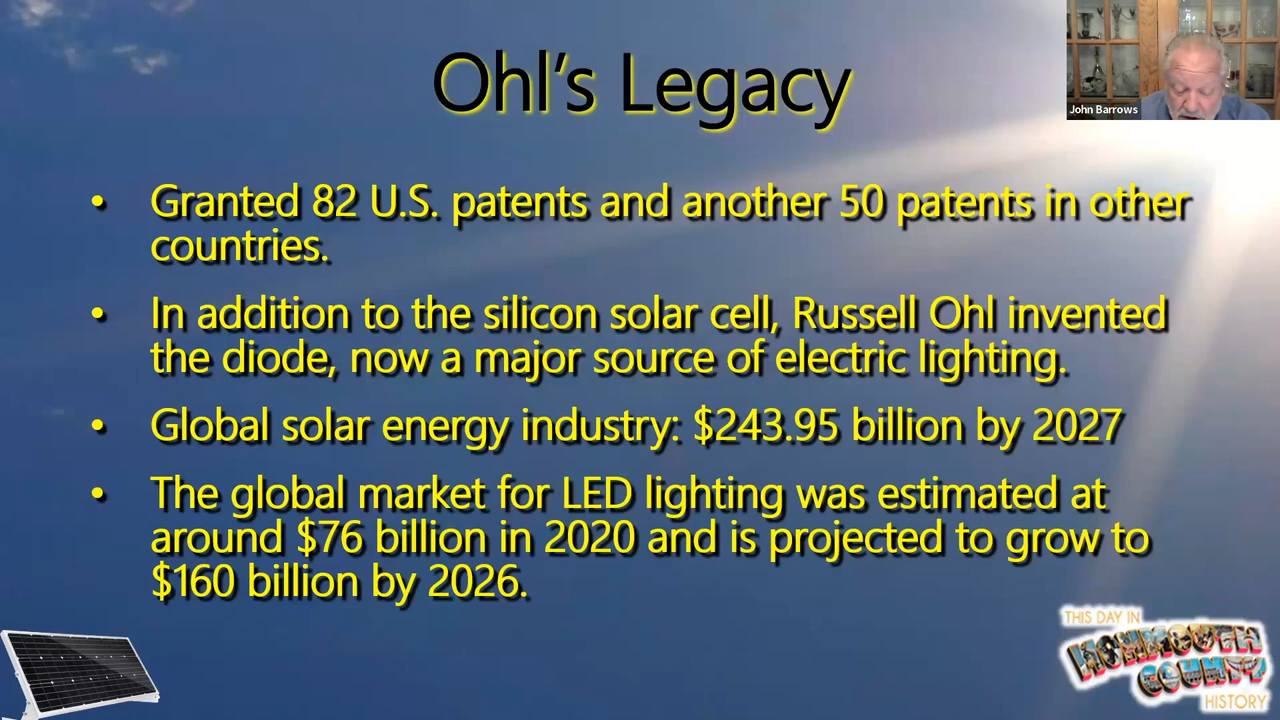 Ohl's Legacy
John Barrows
• Granted 82 U.S. patents and another 50 patents in other
countries.
• In addition to the silicon solar cell, Russell Ohl invented
the diode, now a major source of electric lighting.
• Global solar energy industry: $243.95 billion by 2027
• The global market for LED lighting was estimated at
around $76 billion in 2020 and is projected to grow to
$160 billion by 2026.
THIS DAY IN
MONMOUTH
COUNTY
HISTORY